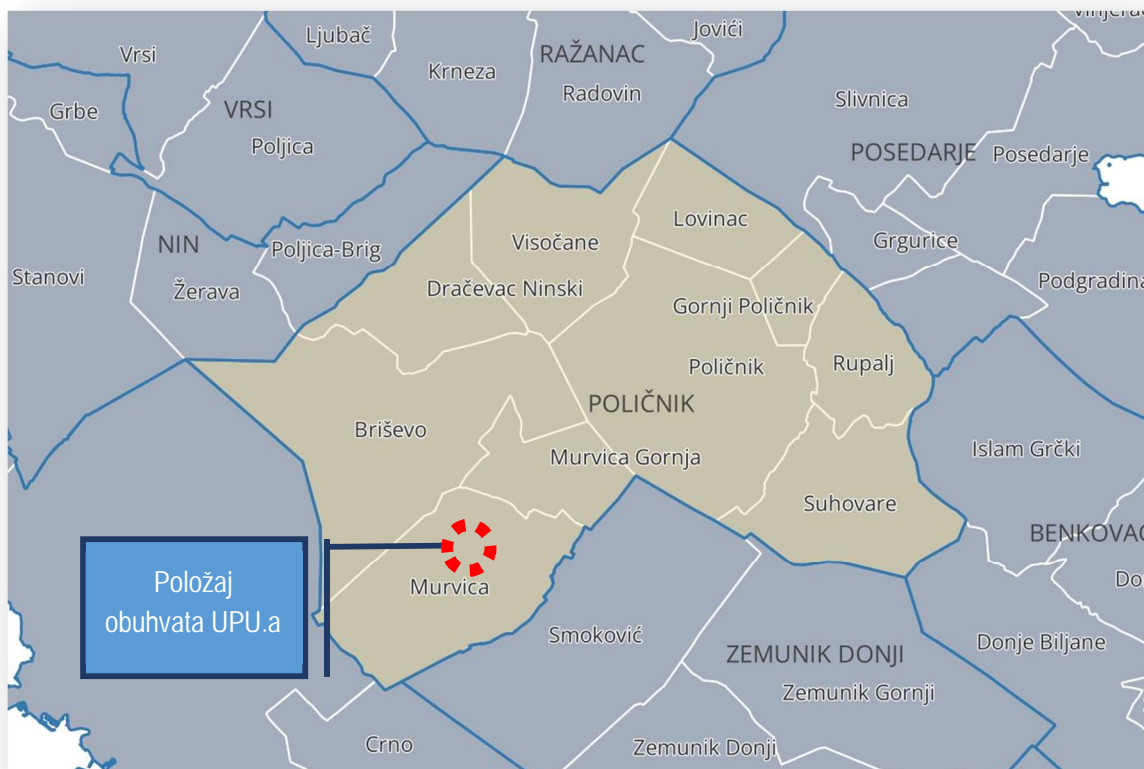 Vrsi
Ljubač
Jovići
RAŽANAC
Krneza
Radovin
Grbe
VRSI
Slivnica
Poljica
POSEDARJE
Posedarje
Lovinac
NIN
Visočane
Grgurice
Poljica-Brig
Stanovi
Žerava
Dračevac Ninski
Podgradina
Gornji Poličnik
Poličnik
Rupalj
POLIČNIK
Briševo
Murvica Gornja
Islam Grčki
Suhovare
BENKOVAC
Položaj
obuhvata UPU.a
Murvica
Smoković
Donje Biljane
ZEMUNIK DONJI
Zemunik Gornji
Crno
Zemunik Donji